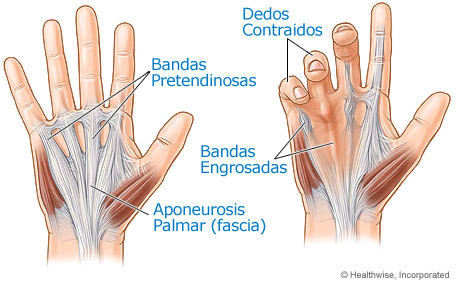 Dedos
Contraidos
Bandas
Pretendinosas
Bandas
Engrosadas
Aponeurosis
Palmar (fascia)
© Healthwise, Incorporated